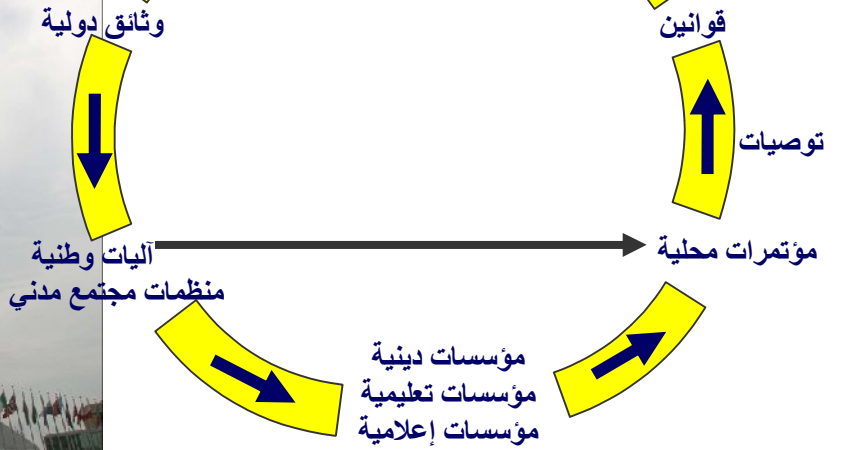 قوانين
وثائق دولية
توصيات
مؤتمرات محلية
آليات وطنية
منظمات مجتمع مدني
مؤسسات دينية
مؤسسات تعليمية
مؤسسات إعلامية